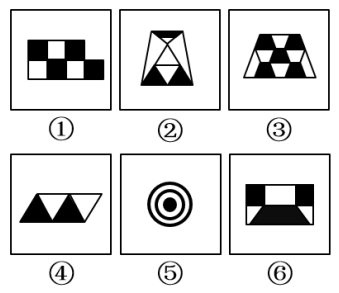 ① ② ③
④ ⑤ ⑥